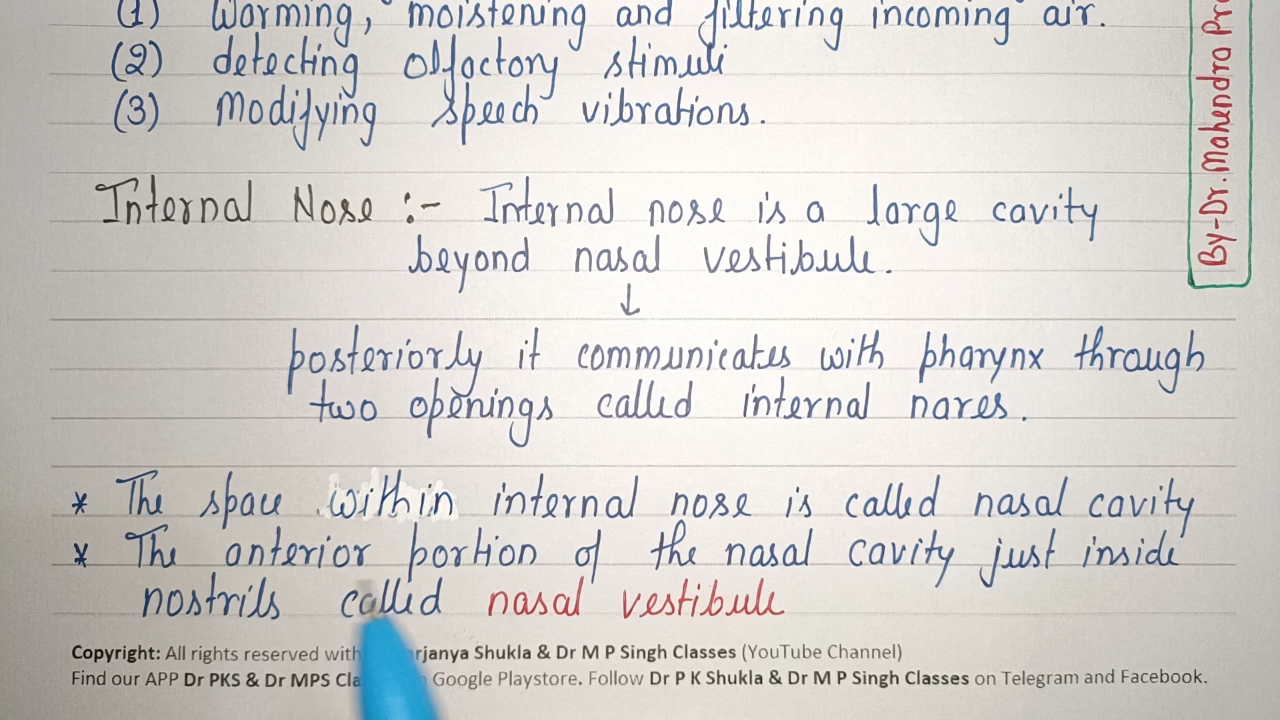 (1) Warming, moistening and filtering incoming air.
(2) detecting olfactory stimuli
(3) Modifying speech vibrations.
Internal Nose :- Internal nose is a large cavity
beyond nasal vestibule.
↓
posteriorly it communicates with pharynx through
two openings called internal nares.
* The space within internal nose is called nasal cavity
* The anterior portion of the nasal cavity just inside
nostrils called nasal vestibule
Copyright: All rights reserved with Shukla & Dr M P Singh Classes (YouTube Channel)
Find our APP Dr PKS & Dr MPS Google Playstore. Follow Dr P K Shukla & Dr M P Singh Classes on Telegram and Facebook.
By-Dr. Mahendra